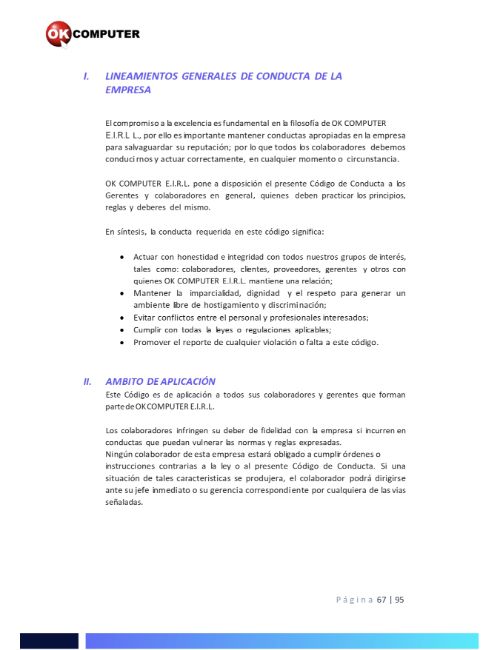 OK COMPUTER
I. LINEAMIENTOS GENERALES DE CONDUCTA DE LA
EMPRESA
El compromiso a la excelencia es fundamental en la filosofía de OK COMPUTER
E.I.R.L L., por ello es importante mantener conductas apropiadas en la empresa
para salvaguardar su reputación; por lo que todos los colaboradores debemos
conducirnos y actuar correctamente, en cualquier momento o circunstancia.
OK COMPUTER E.I.R.L. pone a disposición el presente Código de Conducta a los
Gerentes y colaboradores en general, quienes deben practicar los principios,
reglas y deberes del mismo.
En síntesis, la conducta requerida en este código significa:
• Actuar con honestidad e integridad con todos nuestros grupos de interés,
tales como: colaboradores, clientes, proveedores, gerentes y otros con
quienes OK COMPUTER E.I.R.L. mantiene una relación;
• Mantener la imparcialidad, dignidad y el respeto para generar un
ambiente libre de hostigamiento y discriminación;
• Evitar conflictos entre el personal y profesionales interesados;
• Cumplir con todas la leyes o regulaciones aplicables;
• Promover el reporte de cualquier violación o falta a este código.
II. AMBITO DE APLICACIÓN
Este Código es de aplicación a todos sus colaboradores y gerentes que forman
parte de OK COMPUTER E.I.R.L.
Los colaboradores infringen su deber de fidelidad con la empresa si incurren en
conductas que puedan vulnerar las normas y reglas expresadas.
Ningún colaborador de esta empresa estará obligado a cumplir órdenes o
instrucciones contrarias a la ley o al presente Código de Conducta. Si una
situación de tales características se produjera, el colaborador podrá dirigirse
ante su jefe inmediato o su gerencia correspondiente por cualquiera de las vias
señaladas.
Página 67 | 95